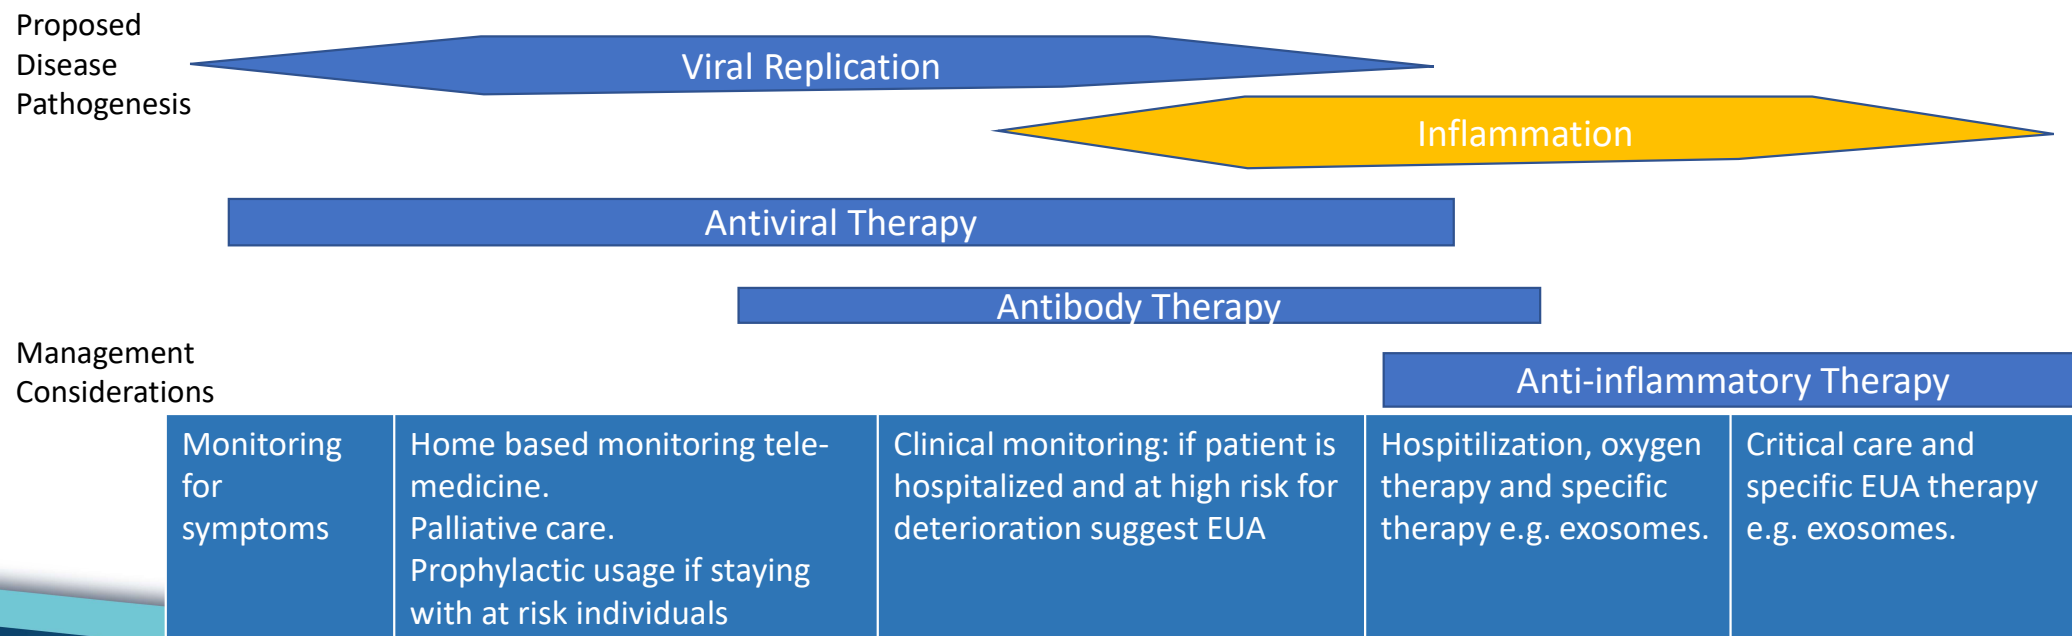 Proposed
Disease
Pathogenesis
Viral Replication
Inflammation
Antiviral Therapy
Antibody Therapy
Management
Considerations
Anti-inflammatory Therapy
Monitoring
for
symptoms
Home based monitoring tele-
medicine.
Palliative care.
Prophylactic usage if staying
with at risk individuals
Clinical monitoring: if patient is
hospitalized and at high risk for
deterioration suggest EUA
Hospitilization, oxygen
therapy and specific
therapy e.g. exosomes.
Critical care and
specific EUA therapy
e.g. exosomes.